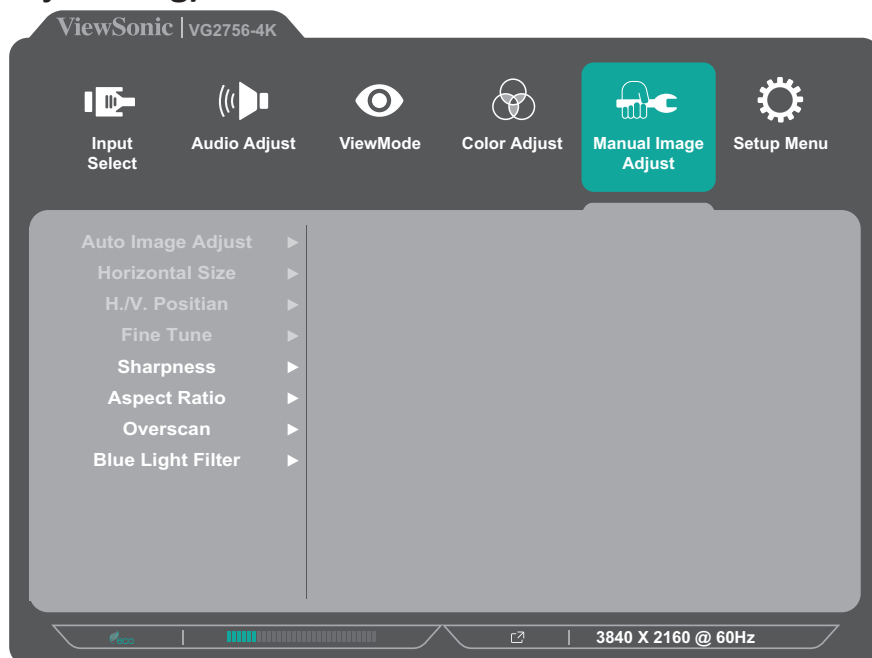 ViewSonic | VG2756-4K
Input Select
Audio Adjust
ViewMode
Color Adjust
Manual Image Adjust
Setup Menu
Auto Image Adjust
Horizontal Size
H./V. Positian
Fine Tune
Sharpness
Aspect Ratio
Overscan
Blue Light Filter
eco
3840 X 2160 @ 60Hz